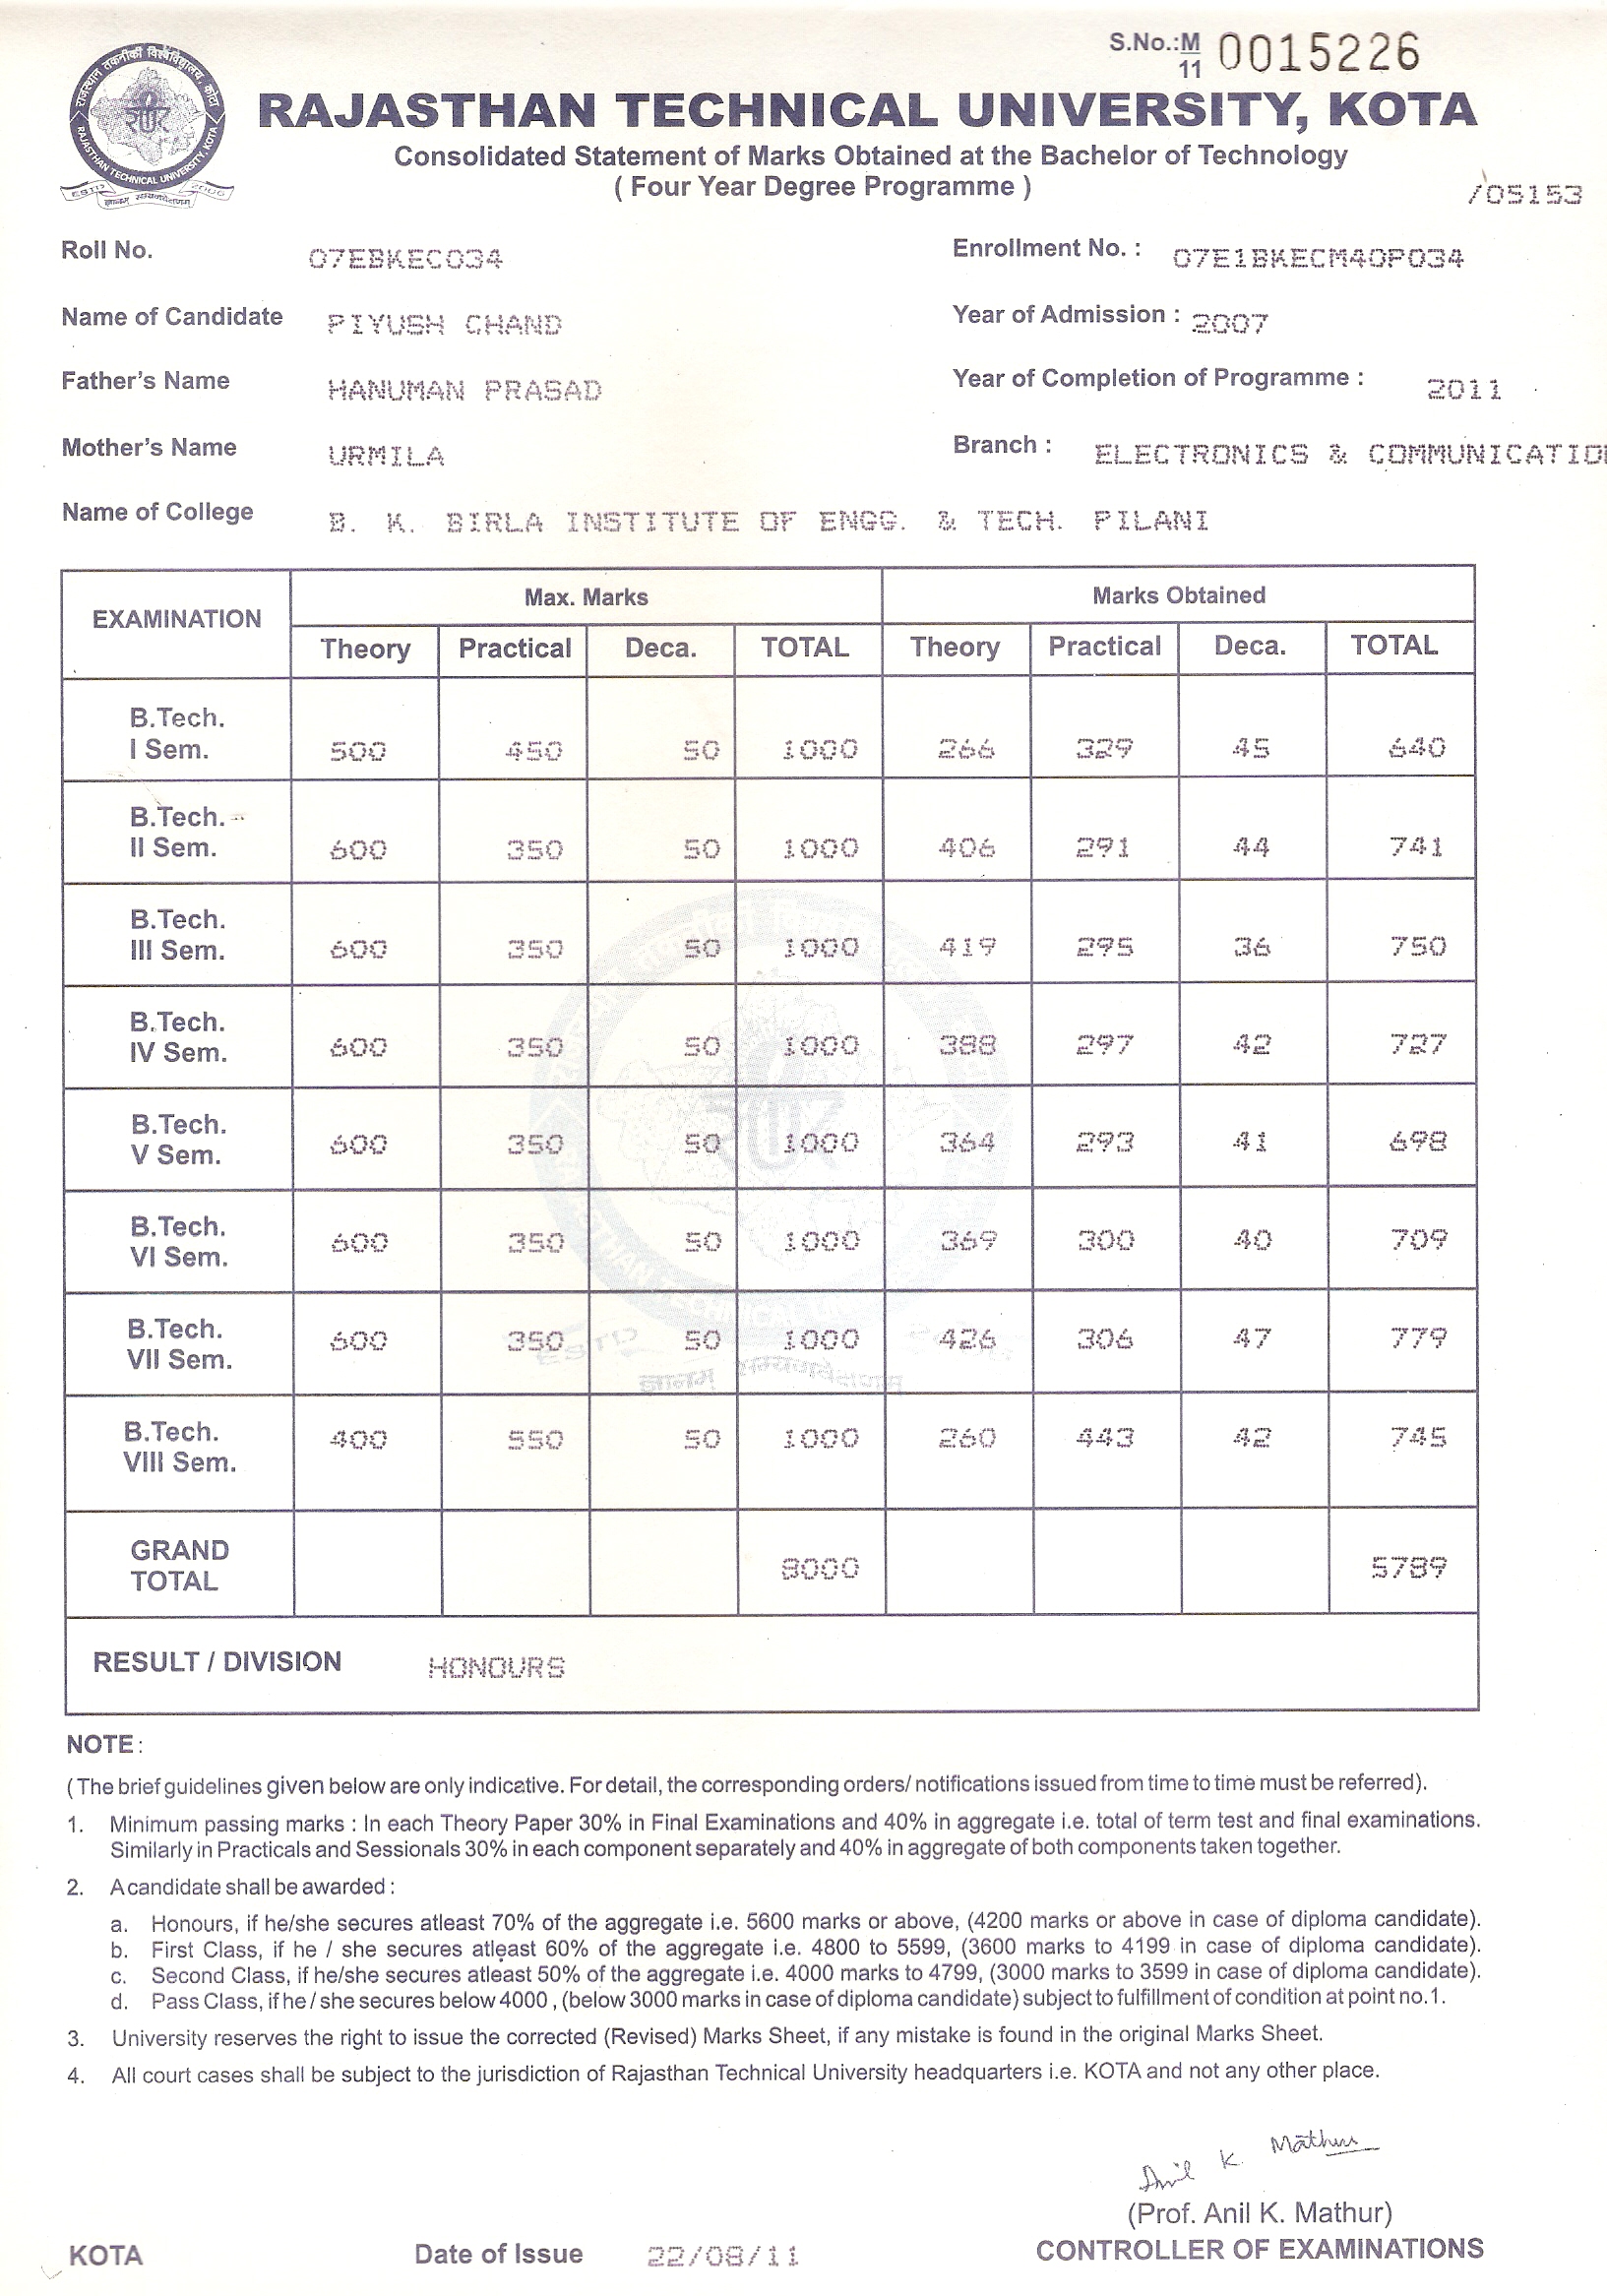 S.No.:M/11 0015226
राजस्थान तकनीकी विश्वविद्यालय, कोटा
RAJASTHAN TECHNICAL UNIVERSITY, KOTA
ESTD 2006
RAJASTHAN TECHNICAL UNIVERSITY, KOTA
Consolidated Statement of Marks Obtained at the Bachelor of Technology
( Four Year Degree Programme )
/05153
Roll No. 07EBKEC034 Enrollment No. : 07E1BKECM40P034
Name of Candidate PIYUSH CHAND Year of Admission : 2007
Father's Name HANUMAN PRASAD Year of Completion of Programme : 2011
Mother's Name URMILA Branch : ELECTRONICS & COMMUNICATIO
Name of College B. K. BIRLA INSTITUTE OF ENGG. & TECH. PILANI
EXAMINATION Max. Marks Marks Obtained
Theory Practical Deca. TOTAL Theory Practical Deca. TOTAL
B.Tech.
I Sem. 500 450 50 1000 266 329 45 640
B.Tech.
II Sem. 600 350 50 1000 406 291 44 741
B.Tech.
III Sem. 600 350 50 1000 419 295 36 750
B.Tech.
IV Sem. 600 350 50 1000 388 297 42 727
B.Tech.
V Sem. 600 350 50 1000 364 293 41 698
B.Tech.
VI Sem. 600 350 50 1000 369 300 40 709
B.Tech.
VII Sem. 600 350 50 1000 426 306 47 779
B.Tech.
VIII Sem. 400 550 50 1000 260 443 42 745
GRAND
TOTAL 8000 5789
RESULT / DIVISION HONOURS
NOTE :
( The brief guidelines given below are only indicative. For detail, the corresponding orders/ notifications issued from time to time must be referred).
1. Minimum passing marks : In each Theory Paper 30% in Final Examinations and 40% in aggregate i.e. total of term test and final examinations.
Similarly in Practicals and Sessionals 30% in each component separately and 40% in aggregate of both components taken together.
2. A candidate shall be awarded :
a. Honours, if he/she secures atleast 70% of the aggregate i.e. 5600 marks or above, (4200 marks or above in case of diploma candidate).
b. First Class, if he / she secures atleast 60% of the aggregate i.e. 4800 to 5599, (3600 marks to 4199 in case of diploma candidate).
c. Second Class, if he/she secures atleast 50% of the aggregate i.e. 4000 marks to 4799, (3000 marks to 3599 in case of diploma candidate).
d. Pass Class, if he / she secures below 4000 , (below 3000 marks in case of diploma candidate) subject to fulfillment of condition at point no.1.
3. University reserves the right to issue the corrected (Revised) Marks Sheet, if any mistake is found in the original Marks Sheet.
4. All court cases shall be subject to the jurisdiction of Rajasthan Technical University headquarters i.e. KOTA and not any other place.
Anil K. Mathur
(Prof. Anil K. Mathur)
KOTA Date of Issue 22/08/11 CONTROLLER OF EXAMINATIONS